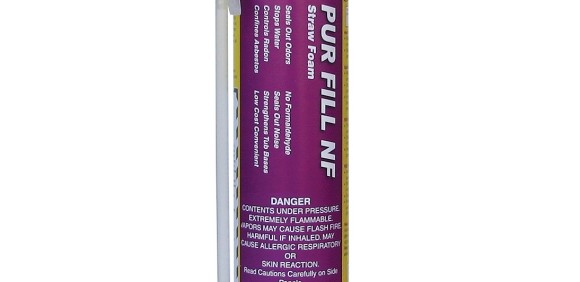 PUR FILL NF
Straw Foam
Seals Out Odors
Stops Water
Controls Radon
Confines Asbestos
No Formaldehyde
Seals Out Noise
Strengthens Tub Bases
Low Cost Convenient
DANGER
CONTENTS UNDER PRESSURE.
EXTREMELY FLAMMABLE.
VAPORS MAY CAUSE FLASH FIRE.
HARMFUL IF INHALED. MAY
CAUSE ALLERGIC RESPIRATORY
OR
SKIN REACTION.
Read Cautions Carefully on Side